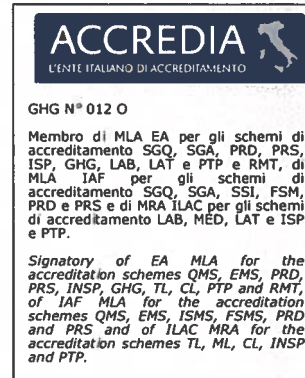 ACCREDIA
L'ENTE ITALIANO DI ACCREDITAMENTO
GHG N° 012 O
Membro di MLA EA per gli schemi di
accreditamento SGQ, SGA, PRD, PRS,
ISP, GHG, LAB, LAT e PTP e RMT, di
MLA IAF per gli schemi di
accreditamento SGQ, SGA, SSI, FSM,
PRD e PRS e di MRA ILAC per gli schemi
di accreditamento LAB, MED, LAT e ISP
e PTP.
Signatory of EA MLA for the
accreditation schemes QMS, EMS, PRD,
PRS, INSP, GHG, TL, CL, PTP and RMT,
of IAF MLA for the accreditation
schemes QMS, EMS, ISMS, FSMS, PRD
and PRS and of ILAC MRA for the
accreditation schemes TL, ML, CL, INSP
and PTP.